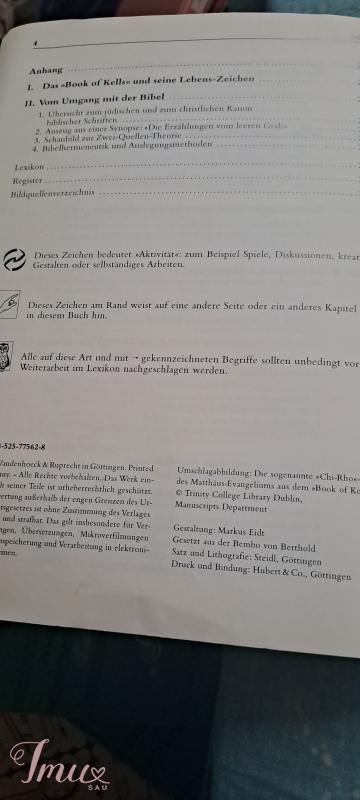 4
Anhang
I. Das »Book of Kells« und seine Lebens-Zeichen
II. Vom Umgang mit der Bibel
1. Übersicht zum jüdischen und zum christlichen Kanon
biblischer Schriften
2. Auszug aus einer Synopse: »Die Erzählungen vom leeren Grab«
3. Schaubild zur Zwei-Quellen-Theorie
4. Bibelhermeneutik und Auslegungsmethoden
Lexikon
Register
Bildquellenverzeichnis
Dieses Zeichen bedeutet »Aktivität«: zum Beispiel Spiele, Diskussionen, kreat
Gestalten oder selbständiges Arbeiten.
Dieses Zeichen am Rand weist auf eine andere Seite oder ein anderes Kapitel
in diesem Buch hin.
Alle auf diese Art und mit → gekennzeichneten Begriffe sollten unbedingt vor
Weiterarbeit im Lexikon nachgeschlagen werden.
-525-77562-8
Vandenhoeck & Ruprecht in Göttingen. Printed
ny. – Alle Rechte vorbehalten. Das Werk ein-
h seiner Teile ist urheberrechtlich geschützt.
ertung außerhalb der engen Grenzen des Ur-
tsgesetzes ist ohne Zustimmung des Verlages
und strafbar. Das gilt insbesondere für Ver-
ngen, Übersetzungen, Mikroverfilmungen
nspeicherung und Verarbeitung in elektroni-
emen.
Umschlagabbildung: Die sogenannte »Chi-Rho«-
des Matthäus-Evangeliums aus dem »Book of Ke
© Trinity College Library Dublin,
Manuscripts Department
Gestaltung: Markus Eidt
Gesetzt aus der Bembo von Berthold
Satz und Lithografie: Steidl, Göttingen
Druck und Bindung: Hubert & Co., Göttingen
Imux
SAU